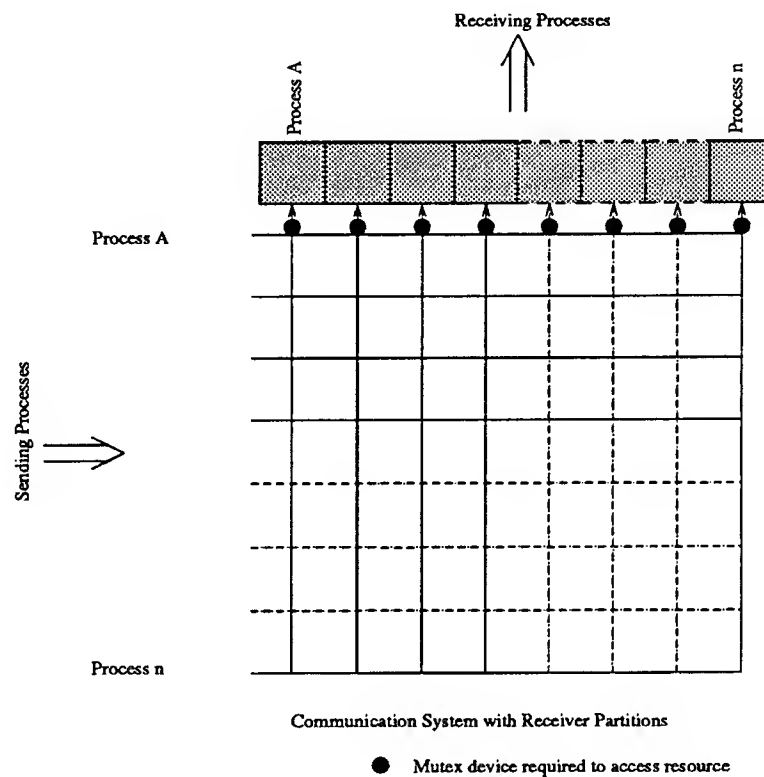 Receiving Processes
Process A
Process n
Process A
Sending Processes
Process n
Communication System with Receiver Partitions
Mutex device required to access resource